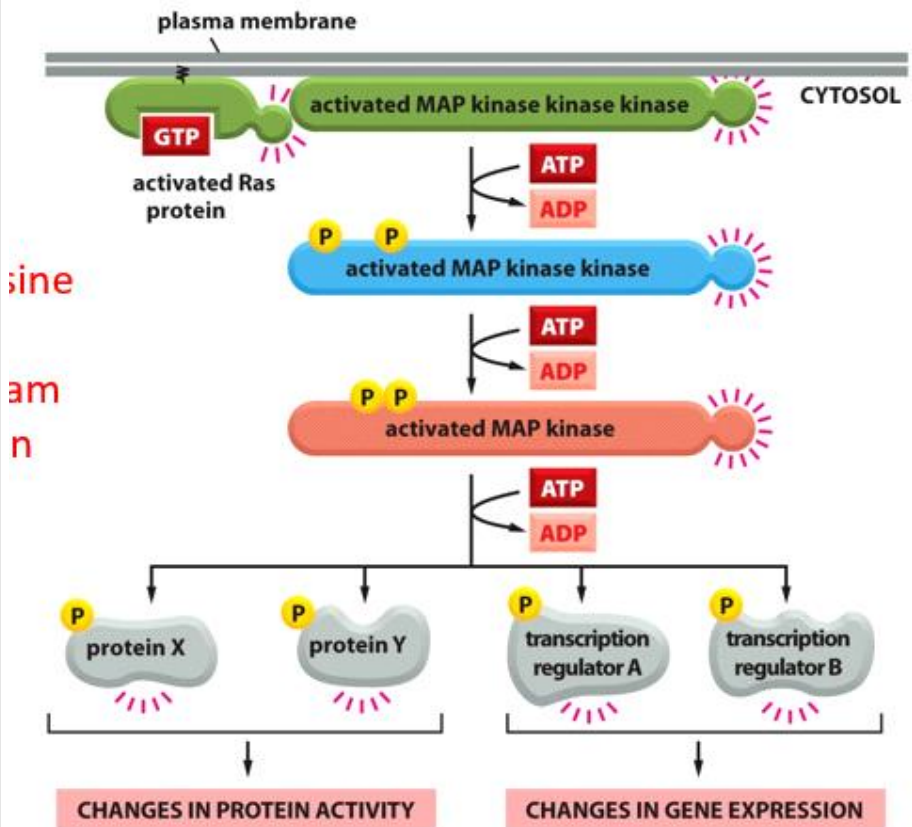 plasma membrane
CYTOSOL
activated MAP kinase kinase kinase
GTP
activated Ras
protein
ATP
ADP
P P
activated MAP kinase kinase
ATP
ADP
P P
activated MAP kinase
ATP
ADP
P
protein X
P
protein Y
P
transcription
regulator A
P
transcription
regulator B
CHANGES IN PROTEIN ACTIVITY
CHANGES IN GENE EXPRESSION
sine
am
n